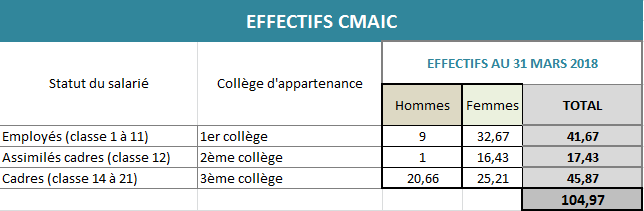 EFFECTIFS CMAIC
Statut du salarié Collège d'appartenance EFFECTIFS AU 31 MARS 2018
Hommes Femmes TOTAL
Employés (classe 1 à 11) 1er collège 9 32,67 41,67
Assimilés cadres (classe 12) 2ème collège 1 16,43 17,43
Cadres (classe 14 à 21) 3ème collège 20,66 25,21 45,87
104,97